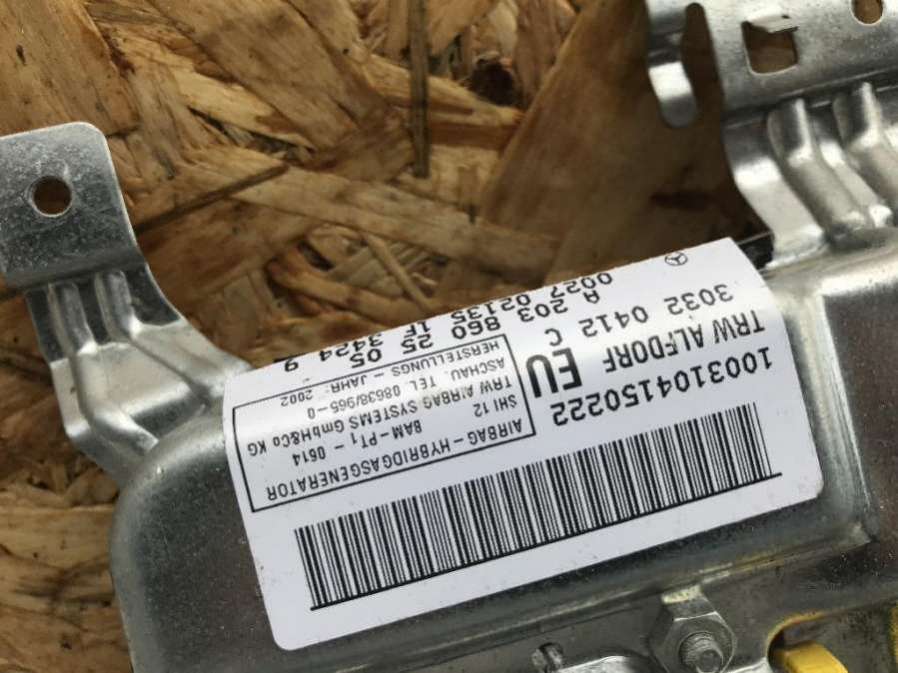 1003104150222
TRW ALFDORF EU
3032 0412 C
AIRBAG-HYBRIDGASGENERATOR
BAM-PT1 - 0614
SHI 12
TRW AIRBAG SYSTEMS GmbH&Co KG
ASCHAU. TEL 08638/965-0
HERSTELLUNGS - JAHR: 2002
A 203 860 25 05
0027 02135 1F 3424 2